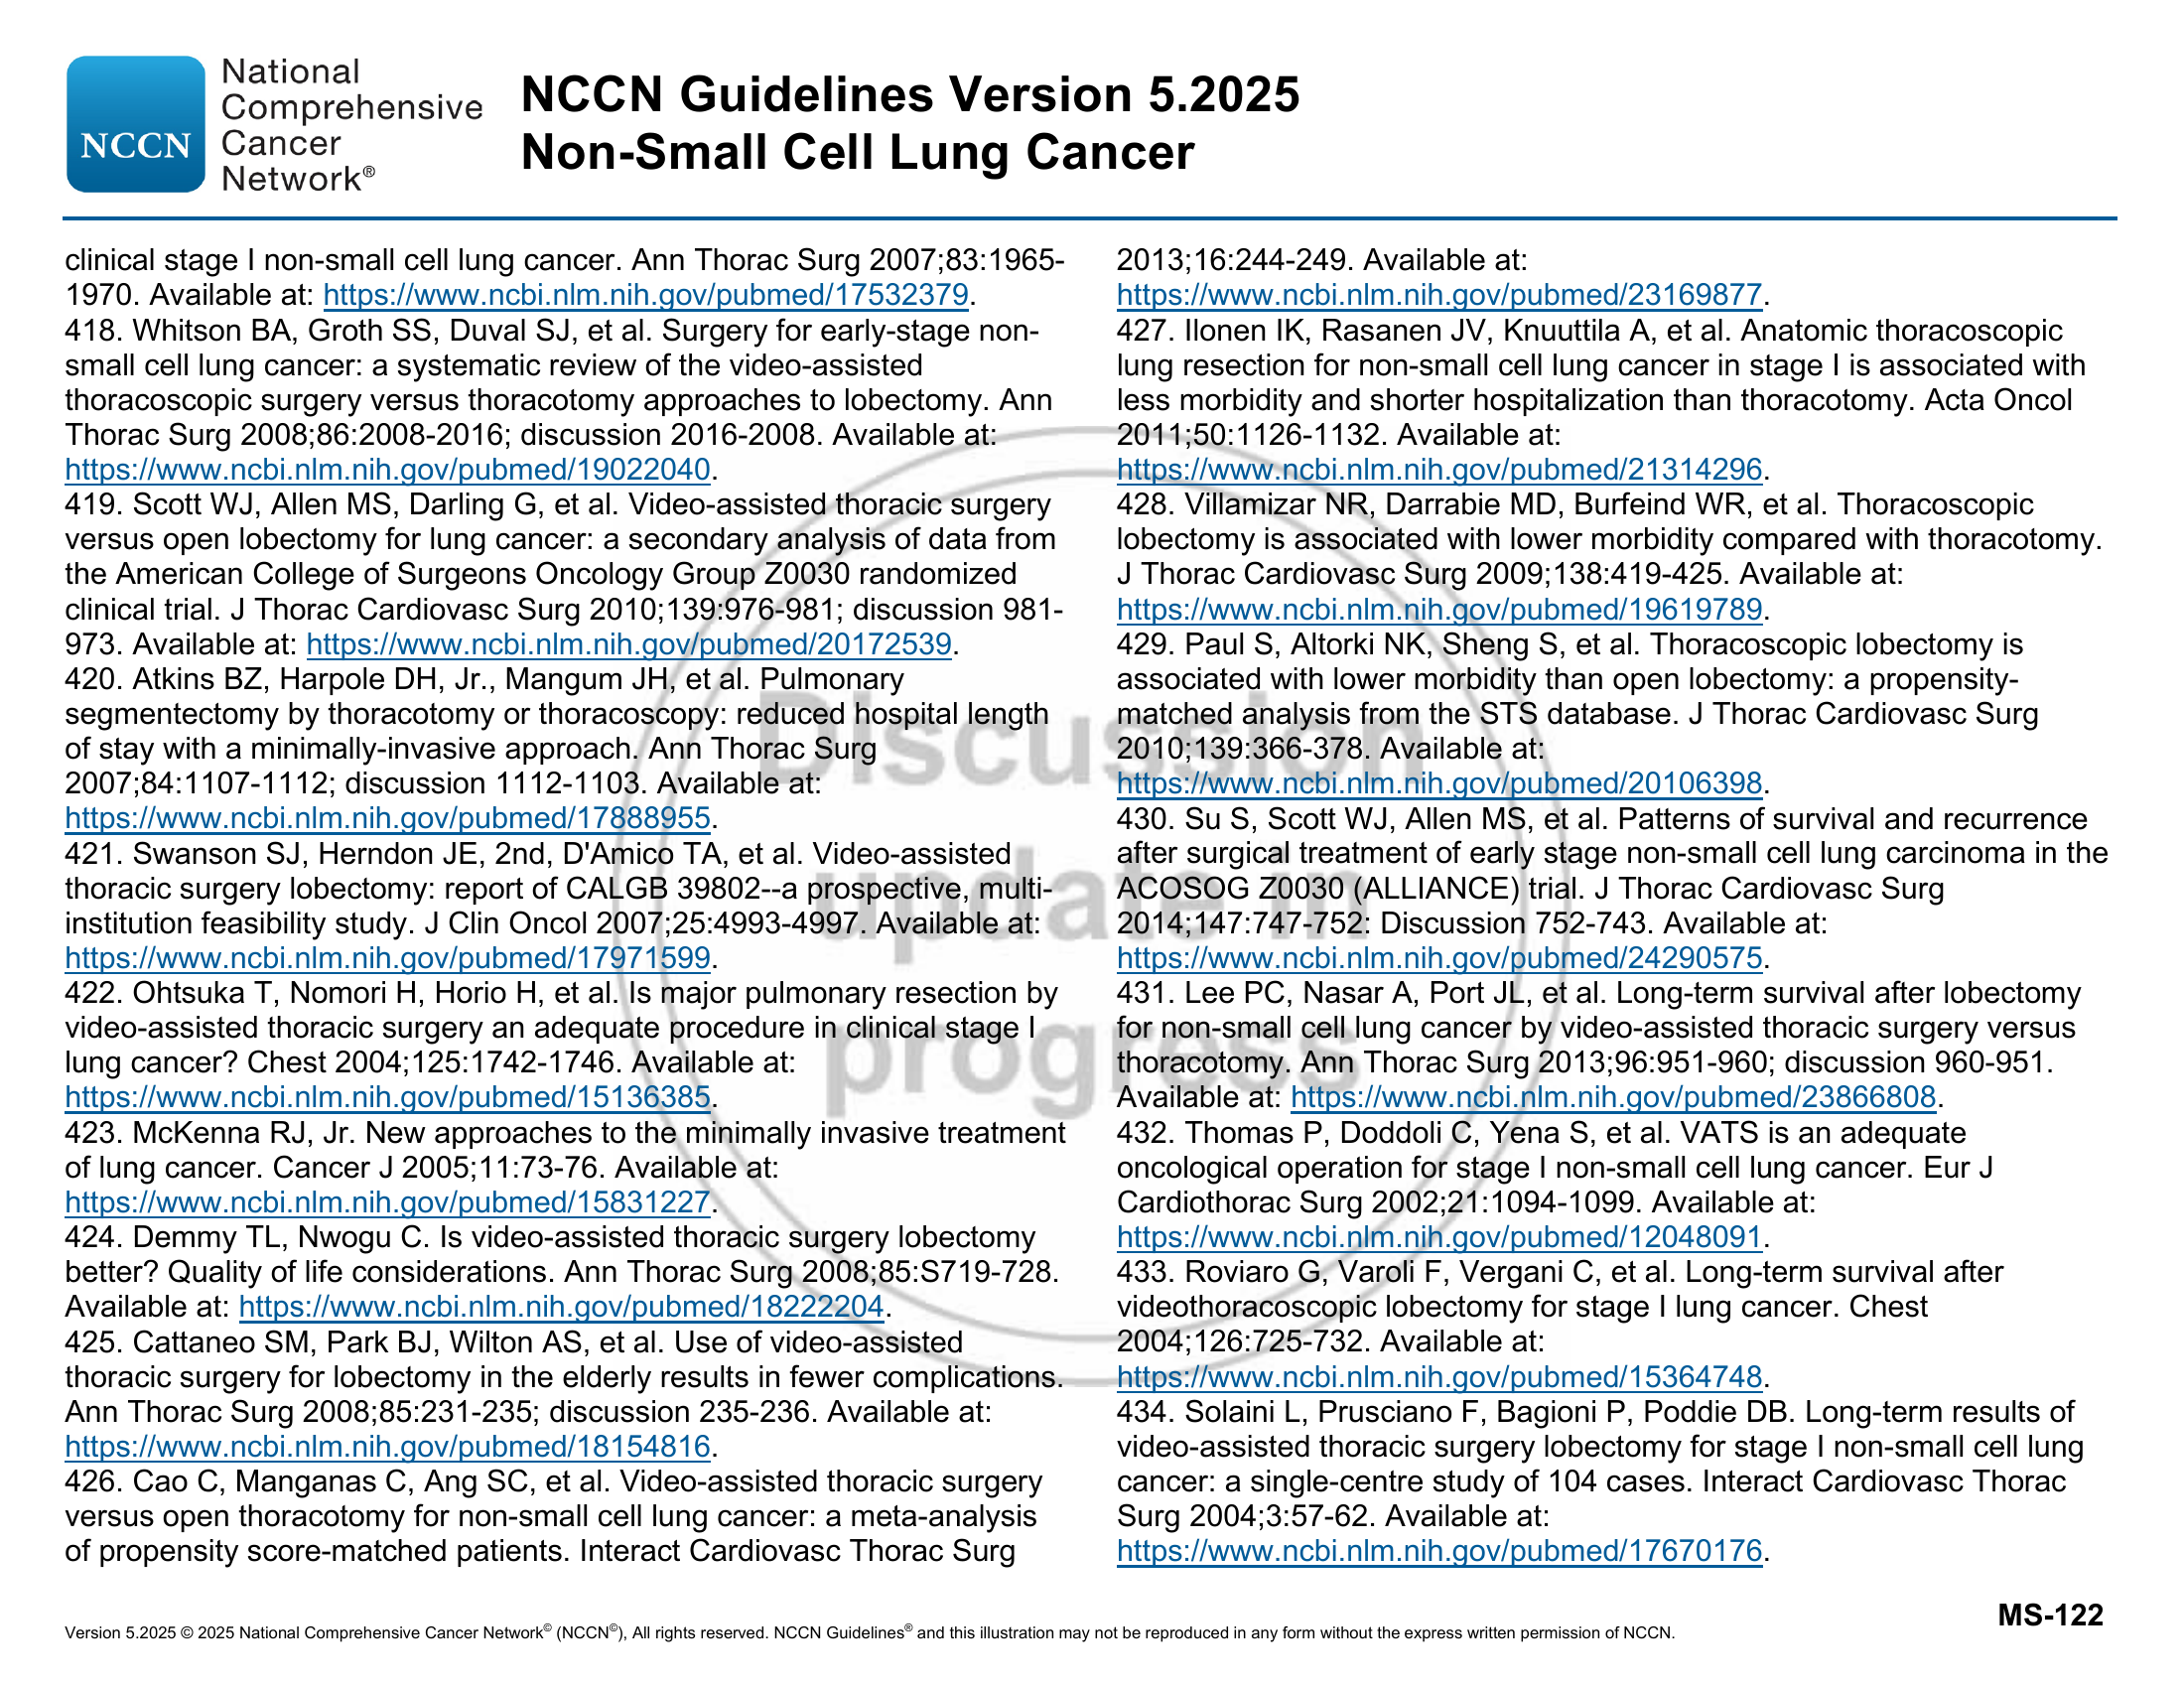 NCCN
National
Comprehensive
Cancer
Network®
NCCN Guidelines Version 5.2025
Non-Small Cell Lung Cancer
clinical stage I non-small cell lung cancer. Ann Thorac Surg 2007;83:1965-
1970. Available at: https://www.ncbi.nlm.nih.gov/pubmed/17532379.
418. Whitson BA, Groth SS, Duval SJ, et al. Surgery for early-stage non-
small cell lung cancer: a systematic review of the video-assisted
thoracoscopic surgery versus thoracotomy approaches to lobectomy. Ann
Thorac Surg 2008;86:2008-2016; discussion 2016-2008. Available at:
https://www.ncbi.nlm.nih.gov/pubmed/19022040.
419. Scott WJ, Allen MS, Darling G, et al. Video-assisted thoracic surgery
versus open lobectomy for lung cancer: a secondary analysis of data from
the American College of Surgeons Oncology Group Z0030 randomized
clinical trial. J Thorac Cardiovasc Surg 2010;139:976-981; discussion 981-
973. Available at: https://www.ncbi.nlm.nih.gov/pubmed/20172539.
420. Atkins BZ, Harpole DH, Jr., Mangum JH, et al. Pulmonary
segmentectomy by thoracotomy or thoracoscopy: reduced hospital length
of stay with a minimally-invasive approach. Ann Thorac Surg
2007;84:1107-1112; discussion 1112-1103. Available at:
https://www.ncbi.nlm.nih.gov/pubmed/17888955.
421. Swanson SJ, Herndon JE, 2nd, D'Amico TA, et al. Video-assisted
thoracic surgery lobectomy: report of CALGB 39802--a prospective, multi-
institution feasibility study. J Clin Oncol 2007;25:4993-4997. Available at:
https://www.ncbi.nlm.nih.gov/pubmed/17971599.
422. Ohtsuka T, Nomori H, Horio H, et al. Is major pulmonary resection by
video-assisted thoracic surgery an adequate procedure in clinical stage I
lung cancer? Chest 2004;125:1742-1746. Available at:
https://www.ncbi.nlm.nih.gov/pubmed/15136385.
423. McKenna RJ, Jr. New approaches to the minimally invasive treatment
of lung cancer. Cancer J 2005;11:73-76. Available at:
https://www.ncbi.nlm.nih.gov/pubmed/15831227.
424. Demmy TL, Nwogu C. Is video-assisted thoracic surgery lobectomy
better? Quality of life considerations. Ann Thorac Surg 2008;85:S719-728.
Available at: https://www.ncbi.nlm.nih.gov/pubmed/18222204.
425. Cattaneo SM, Park BJ, Wilton AS, et al. Use of video-assisted
thoracic surgery for lobectomy in the elderly results in fewer complications.
Ann Thorac Surg 2008;85:231-235; discussion 235-236. Available at:
https://www.ncbi.nlm.nih.gov/pubmed/18154816.
426. Cao C, Manganas C, Ang SC, et al. Video-assisted thoracic surgery
versus open thoracotomy for non-small cell lung cancer: a meta-analysis
of propensity score-matched patients. Interact Cardiovasc Thorac Surg
2013;16:244-249. Available at:
https://www.ncbi.nlm.nih.gov/pubmed/23169877.
427. Ilonen IK, Rasanen JV, Knuuttila A, et al. Anatomic thoracoscopic
lung resection for non-small cell lung cancer in stage I is associated with
less morbidity and shorter hospitalization than thoracotomy. Acta Oncol
2011;50:1126-1132. Available at:
https://www.ncbi.nlm.nih.gov/pubmed/21314296.
428. Villamizar NR, Darrabie MD, Burfeind WR, et al. Thoracoscopic
lobectomy is associated with lower morbidity compared with thoracotomy.
J Thorac Cardiovasc Surg 2009;138:419-425. Available at:
https://www.ncbi.nlm.nih.gov/pubmed/19619789.
429. Paul S, Altorki NK, Sheng S, et al. Thoracoscopic lobectomy is
associated with lower morbidity than open lobectomy: a propensity-
matched analysis from the STS database. J Thorac Cardiovasc Surg
2010;139:366-378. Available at:
https://www.ncbi.nlm.nih.gov/pubmed/20106398.
430. Su S, Scott WJ, Allen MS, et al. Patterns of survival and recurrence
after surgical treatment of early stage non-small cell lung carcinoma in the
ACOSOG Z0030 (ALLIANCE) trial. J Thorac Cardiovasc Surg
2014;147:747-752: Discussion 752-743. Available at:
https://www.ncbi.nlm.nih.gov/pubmed/24290575.
431. Lee PC, Nasar A, Port JL, et al. Long-term survival after lobectomy
for non-small cell lung cancer by video-assisted thoracic surgery versus
thoracotomy. Ann Thorac Surg 2013;96:951-960; discussion 960-951.
Available at: https://www.ncbi.nlm.nih.gov/pubmed/23866808.
432. Thomas P, Doddoli C, Yena S, et al. VATS is an adequate
oncological operation for stage I non-small cell lung cancer. Eur J
Cardiothorac Surg 2002;21:1094-1099. Available at:
https://www.ncbi.nlm.nih.gov/pubmed/12048091.
433. Roviaro G, Varoli F, Vergani C, et al. Long-term survival after
videothoracoscopic lobectomy for stage I lung cancer. Chest
2004;126:725-732. Available at:
https://www.ncbi.nlm.nih.gov/pubmed/15364748.
434. Solaini L, Prusciano F, Bagioni P, Poddie DB. Long-term results of
video-assisted thoracic surgery lobectomy for stage I non-small cell lung
cancer: a single-centre study of 104 cases. Interact Cardiovasc Thorac
Surg 2004;3:57-62. Available at:
https://www.ncbi.nlm.nih.gov/pubmed/17670176.
Discussion
update in
progress
MS-122
Version 5.2025 © 2025 National Comprehensive Cancer Network© (NCCN©), All rights reserved. NCCN Guidelines® and this illustration may not be reproduced in any form without the express written permission of NCCN.